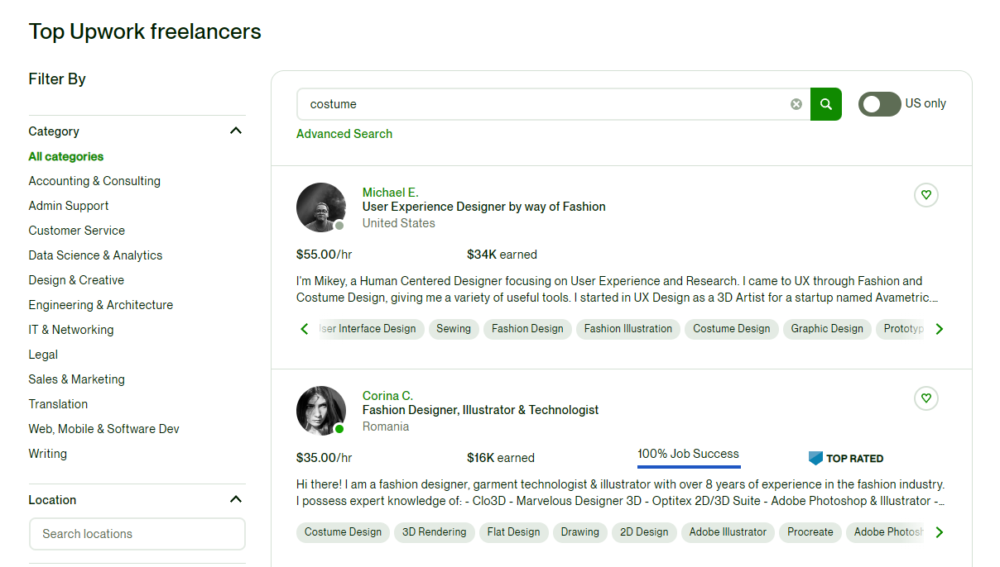 Top Upwork freelancers
Filter By
Category
All categories
Accounting & Consulting
Admin Support
Customer Service
Data Science & Analytics
Design & Creative
Engineering & Architecture
IT & Networking
Legal
Sales & Marketing
Translation
Web, Mobile & Software Dev
Writing
Location
Search locations
costume
US only
Advanced Search
Michael E.
User Experience Designer by way of Fashion
United States
$55.00/hr $34K earned
I'm Mikey, a Human Centered Designer focusing on User Experience and Research. I came to UX through Fashion and
Costume Design, giving me a variety of useful tools. I started in UX Design as a 3D Artist for a startup named Avametric....
ser Interface Design Sewing Fashion Design Fashion Illustration Costume Design Graphic Design Prototyp
Corina C.
Fashion Designer, Illustrator & Technologist
Romania
$35.00/hr $16K earned 100% Job Success TOP RATED
Hi there! I am a fashion designer, garment technologist & illustrator with over 8 years of experience in the fashion industry.
I possess expert knowledge of: - Clo3D - Marvelous Designer 3D - Optitex 2D/3D Suite - Adobe Photoshop & Illustrator -...
Costume Design 3D Rendering Flat Design Drawing 2D Design Adobe Illustrator Procreate Adobe Photosh